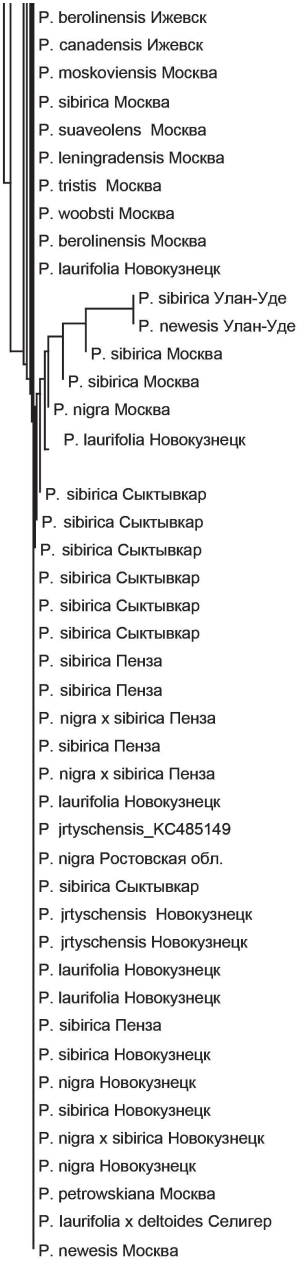 P. berolinensis Ижевск
P. canadensis Ижевск
P. moskoviensis Москва
P. sibirica Москва
P. suaveolens Москва
P. leningradensis Москва
P. tristis Москва
P. woobsti Москва
P. berolinensis Москва
P. laurifolia Новокузнецк
P. sibirica Улан-Уде
P. newesis Улан-Уде
P. sibirica Москва
P. sibirica Москва
P. nigra Москва
P. laurifolia Новокузнецк
P. sibirica Сыктывкар
P. sibirica Сыктывкар
P. sibirica Сыктывкар
P. sibirica Сыктывкар
P. sibirica Сыктывкар
P. sibirica Сыктывкар
P. sibirica Пенза
P. sibirica Пенза
P. nigra x sibirica Пенза
P. sibirica Пенза
P. nigra x sibirica Пенза
P. laurifolia Новокузнецк
P jrtyschensis_KC485149
P. nigra Ростовская обл.
P. sibirica Сыктывкар
P. jrtyschensis Новокузнецк
P. jrtyschensis Новокузнецк
P. laurifolia Новокузнецк
P. laurifolia Новокузнецк
P. sibirica Пенза
P. sibirica Новокузнецк
P. nigra Новокузнецк
P. sibirica Новокузнецк
P. nigra x sibirica Новокузнецк
P. nigra Новокузнецк
P. petrowskiana Москва
P. laurifolia x deltoides Селигер
P. newesis Москва